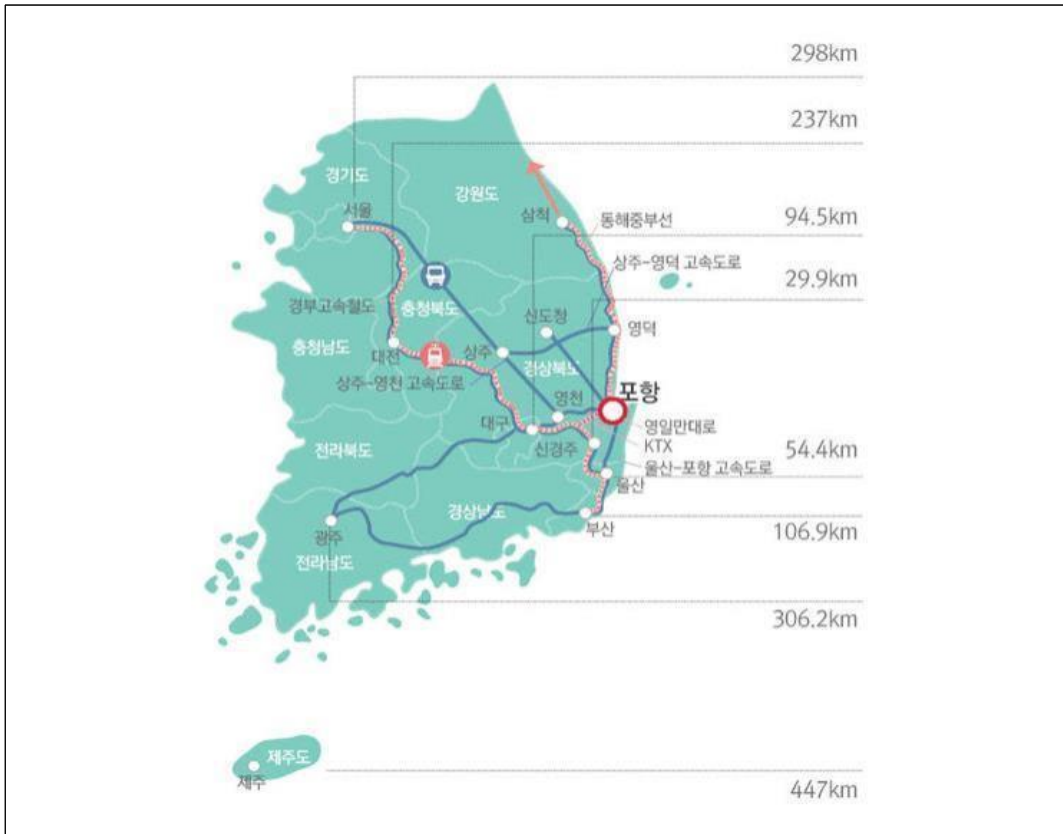 298km
237km
경기도
강원도
서울
삼척
94.5km
동해중부선
상주-영덕 고속도로
29.9km
경부고속철도
충청북도
신도청
영덕
충청남도
대전
상주
경상북도
상주-영천 고속도로
포항
영천
대구
영일만대로
신경주
KTX
전라북도
54.4km
울산-포항 고속도로
울산
경상남도
부산
광주
106.9km
전라남도
306.2km
제주도
제주
447km